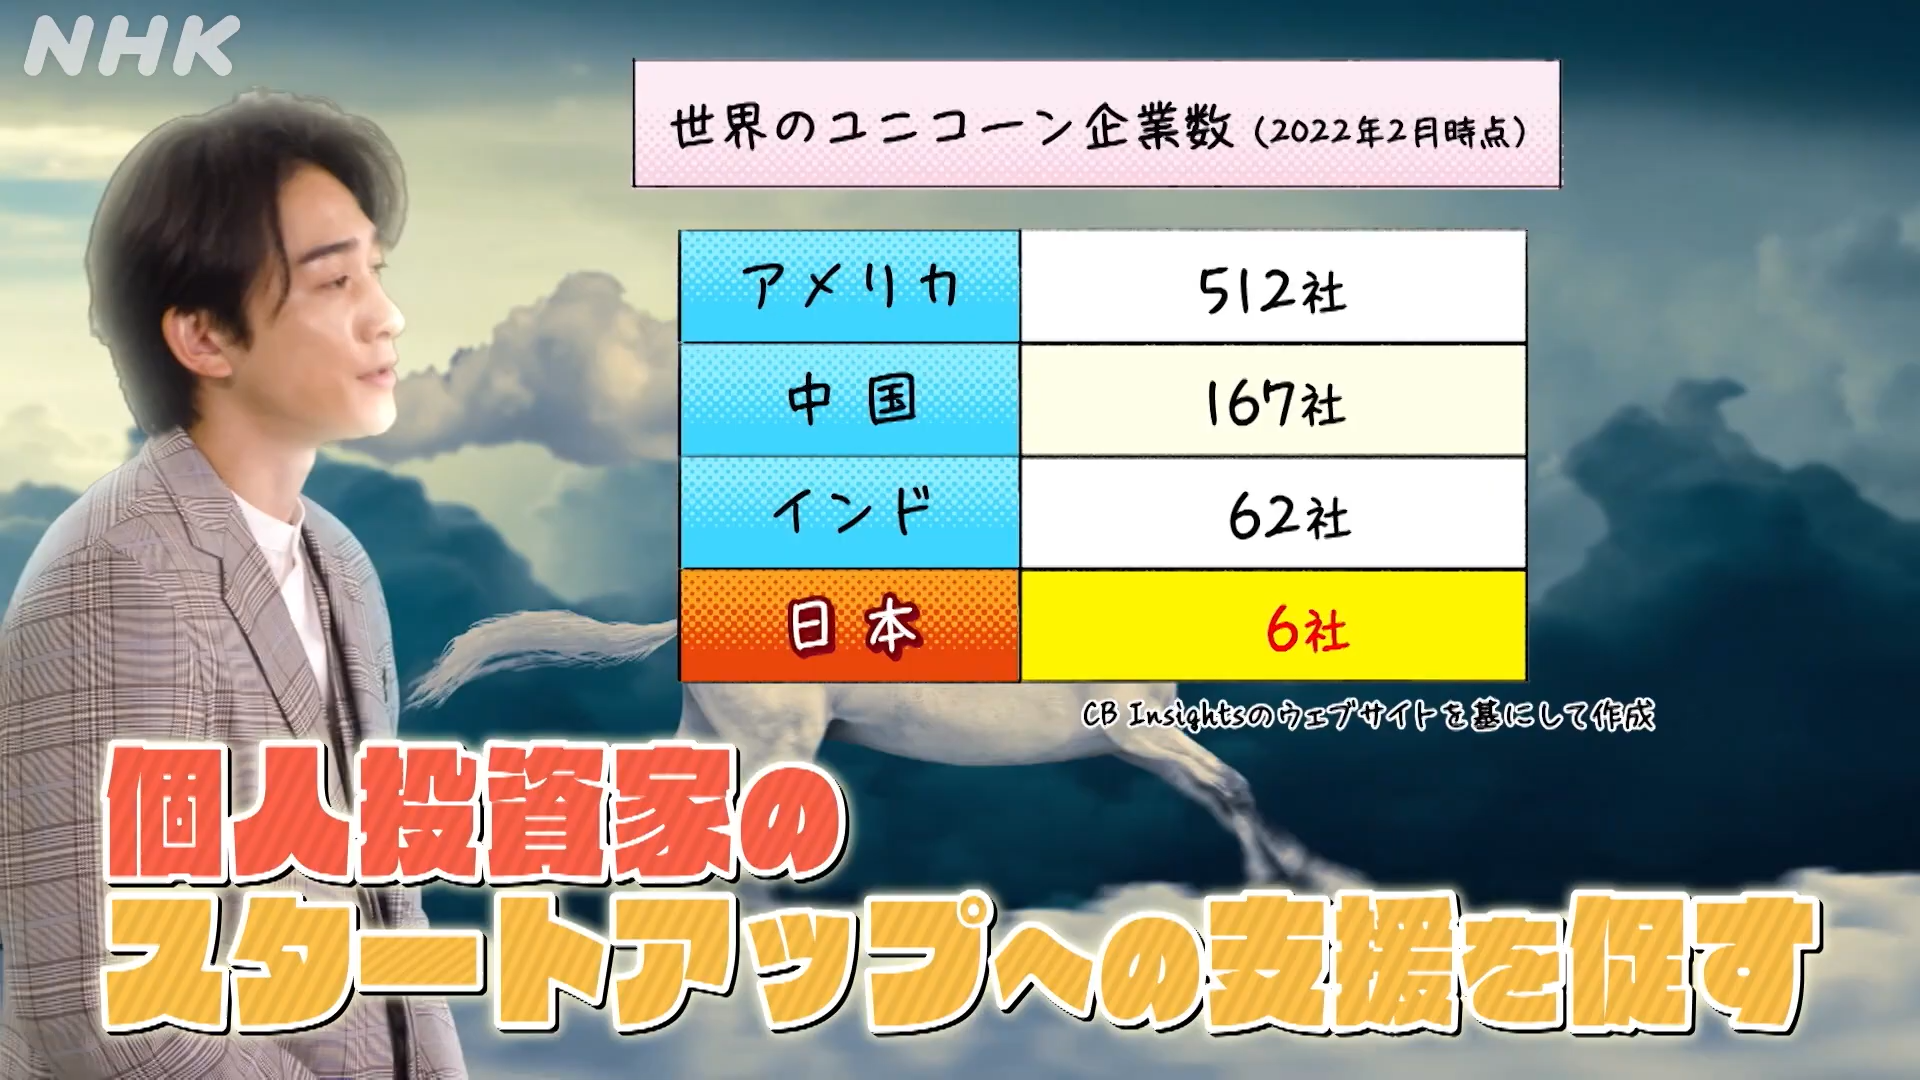 NHK
世界のユニコーン企業数（2022年2月時点）
アメリカ 512社
中国 167社
インド 62社
日本 6社
CB Insightsのウェブサイトを基にして作成
個人投資家の
スタートアップへの支援を促す